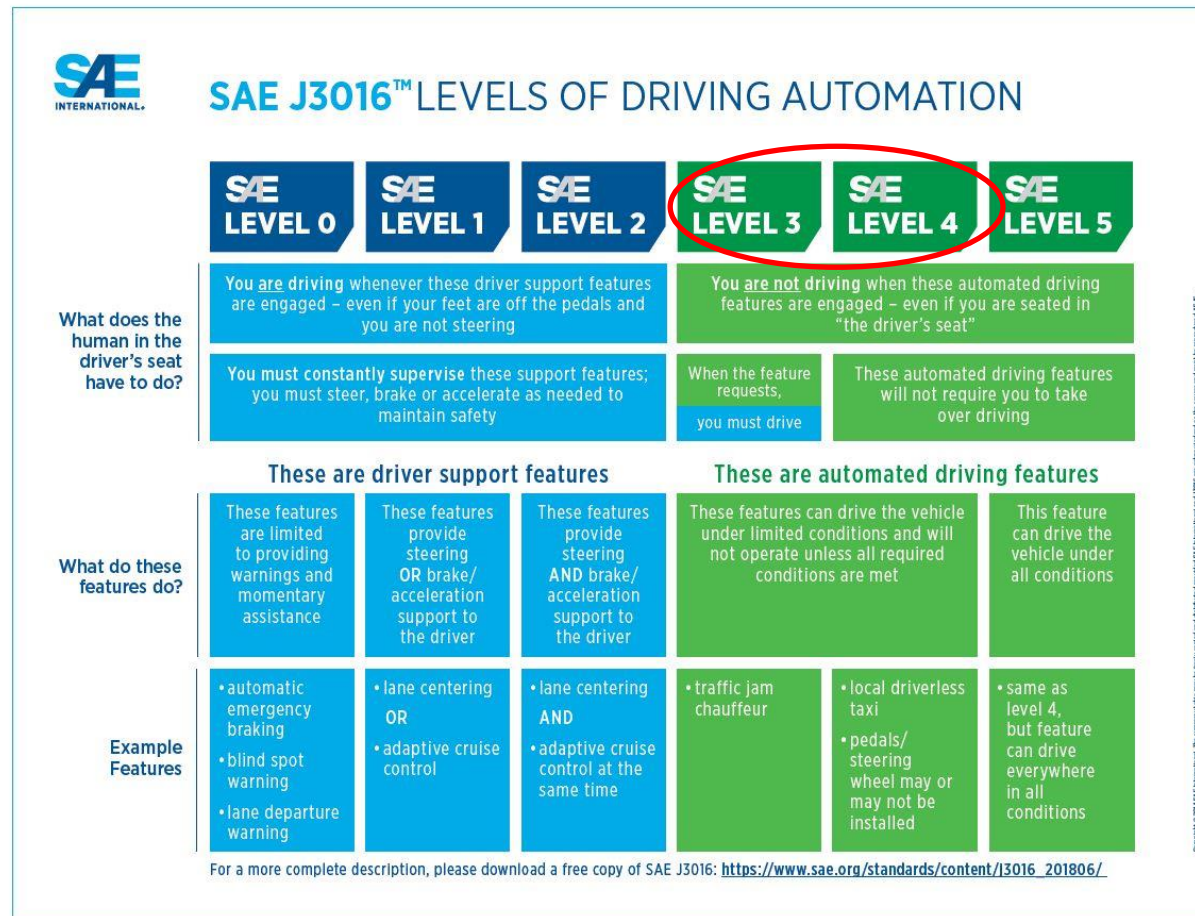 SAE
INTERNATIONAL®
SAE J3016™ LEVELS OF DRIVING AUTOMATION
SAE
LEVEL 0
SAE
LEVEL 1
SAE
LEVEL 2
SAE
LEVEL 3
SAE
LEVEL 4
SAE
LEVEL 5
What does the
human in the
driver's seat
have to do?
You are driving whenever these driver support features
are engaged – even if your feet are off the pedals and
you are not steering
You are not driving when these automated driving
features are engaged – even if you are seated in
“the driver's seat”
You must constantly supervise these support features;
you must steer, brake or accelerate as needed to
maintain safety
When the feature
requests,
you must drive
These automated driving features
will not require you to take
over driving
These are driver support features
These are automated driving features
What do these
features do?
These features
are limited
to providing
warnings and
momentary
assistance
These features
provide
steering
OR brake/
acceleration
support to
the driver
These features
provide
steering
AND brake/
acceleration
support to
the driver
These features can drive the vehicle
under limited conditions and will
not operate unless all required
conditions are met
This feature
can drive the
vehicle under
all conditions
Example
Features
• automatic
emergency
braking
• blind spot
warning
• lane departure
warning
• lane centering
OR
• adaptive cruise
control
• lane centering
AND
• adaptive cruise
control at the
same time
• traffic jam
chauffeur
• local driverless
taxi
• pedals/
steering
wheel may or
may not be
installed
• same as
level 4,
but feature
can drive
everywhere
in all
conditions
For a more complete description, please download a free copy of SAE J3016: https://www.sae.org/standards/content/j3016_201806/